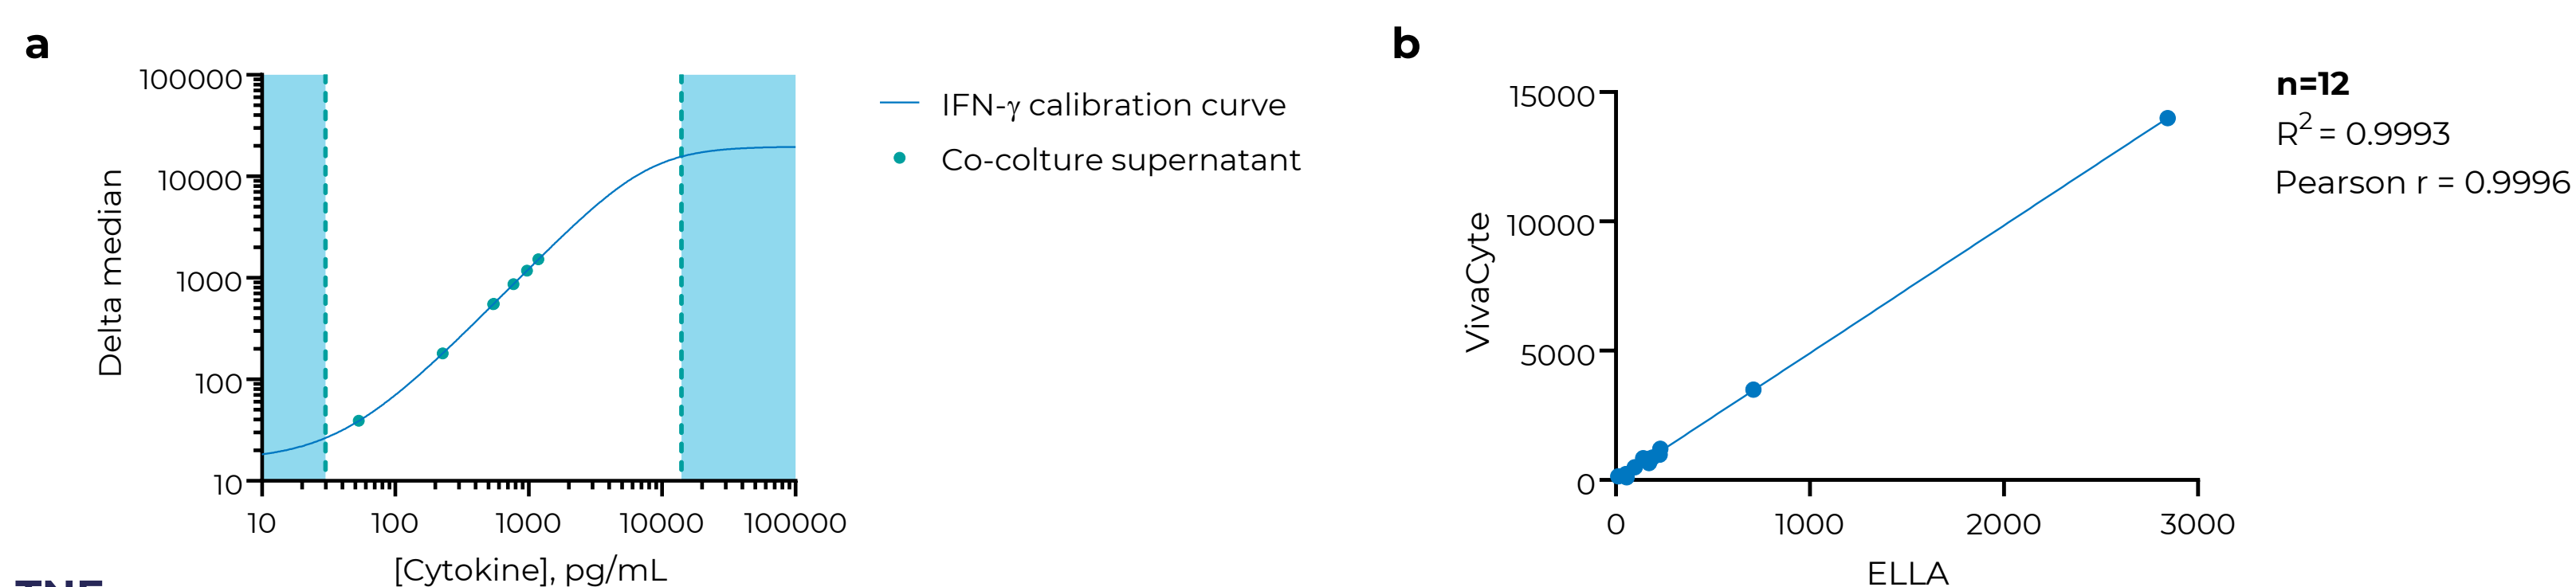 a
100000
10000
1000
100
10
Delta median
10
100
1000
10000
100000
[Cytokine], pg/mL
IFN-γ calibration curve
Co-colture supernatant
b
15000
10000
5000
0
VivaCyte
0
1000
2000
3000
ELLA
n=12
R² = 0.9993
Pearson r = 0.9996